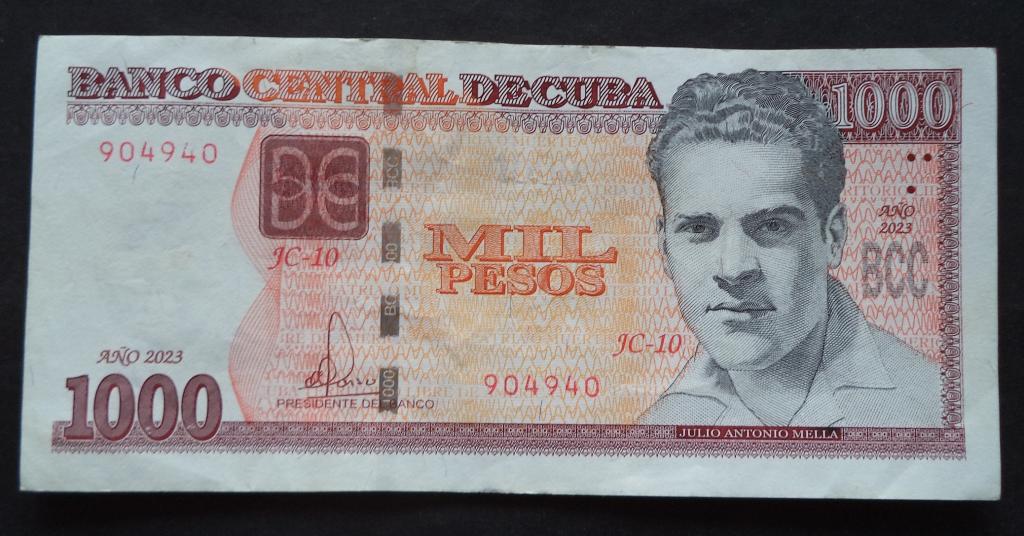 BANCO CENTRAL DE CUBA
1000
904940
BCC
AÑO
2023
JC-10
MIL
PESOS
BCC
JC-10
AÑO 2023
904940
1000
PRESIDENTE DEL BANCO
JULIO ANTONIO MELLA